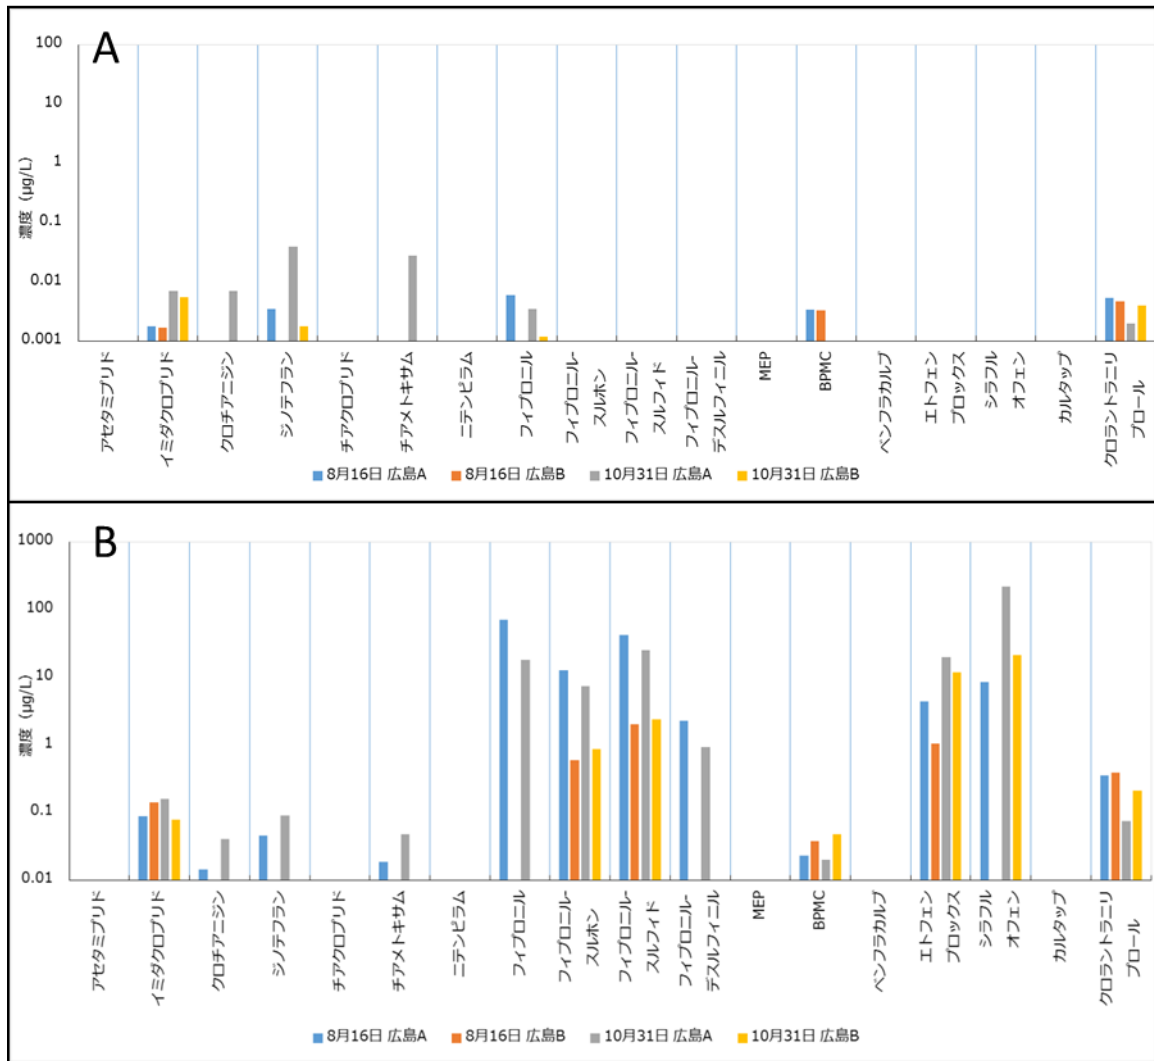 A
100
10
1
0.1
0.01
0.001
濃度（μg/L）
アセタミプリド
イミダクロプリド
クロチアニジン
ジノテフラン
チアクロプリド
チアメトキサム
ニテンピラム
フィプロニル
フィプロニル-
スルホン
フィプロニル-
スルフィド
フィプロニル-
デスルフィニル
MEP
BPMC
ベンフラカルブ
エトフェン
プロックス
シラフル
オフェン
カルタップ
クロラントラニリ
プロール
8月16日 広島A
8月16日 広島B
10月31日 広島A
10月31日 広島B
B
1000
100
10
1
0.1
0.01
濃度（μg/L）
アセタミプリド
イミダクロプリド
クロチアニジン
ジノテフラン
チアクロプリド
チアメトキサム
ニテンピラム
フィプロニル
フィプロニル-
スルホン
フィプロニル-
スルフィド
フィプロニル-
デスルフィニル
MEP
BPMC
ベンフラカルブ
エトフェン
プロックス
シラフル
オフェン
カルタップ
クロラントラニリ
プロール
8月16日 広島A
8月16日 広島B
10月31日 広島A
10月31日 広島B